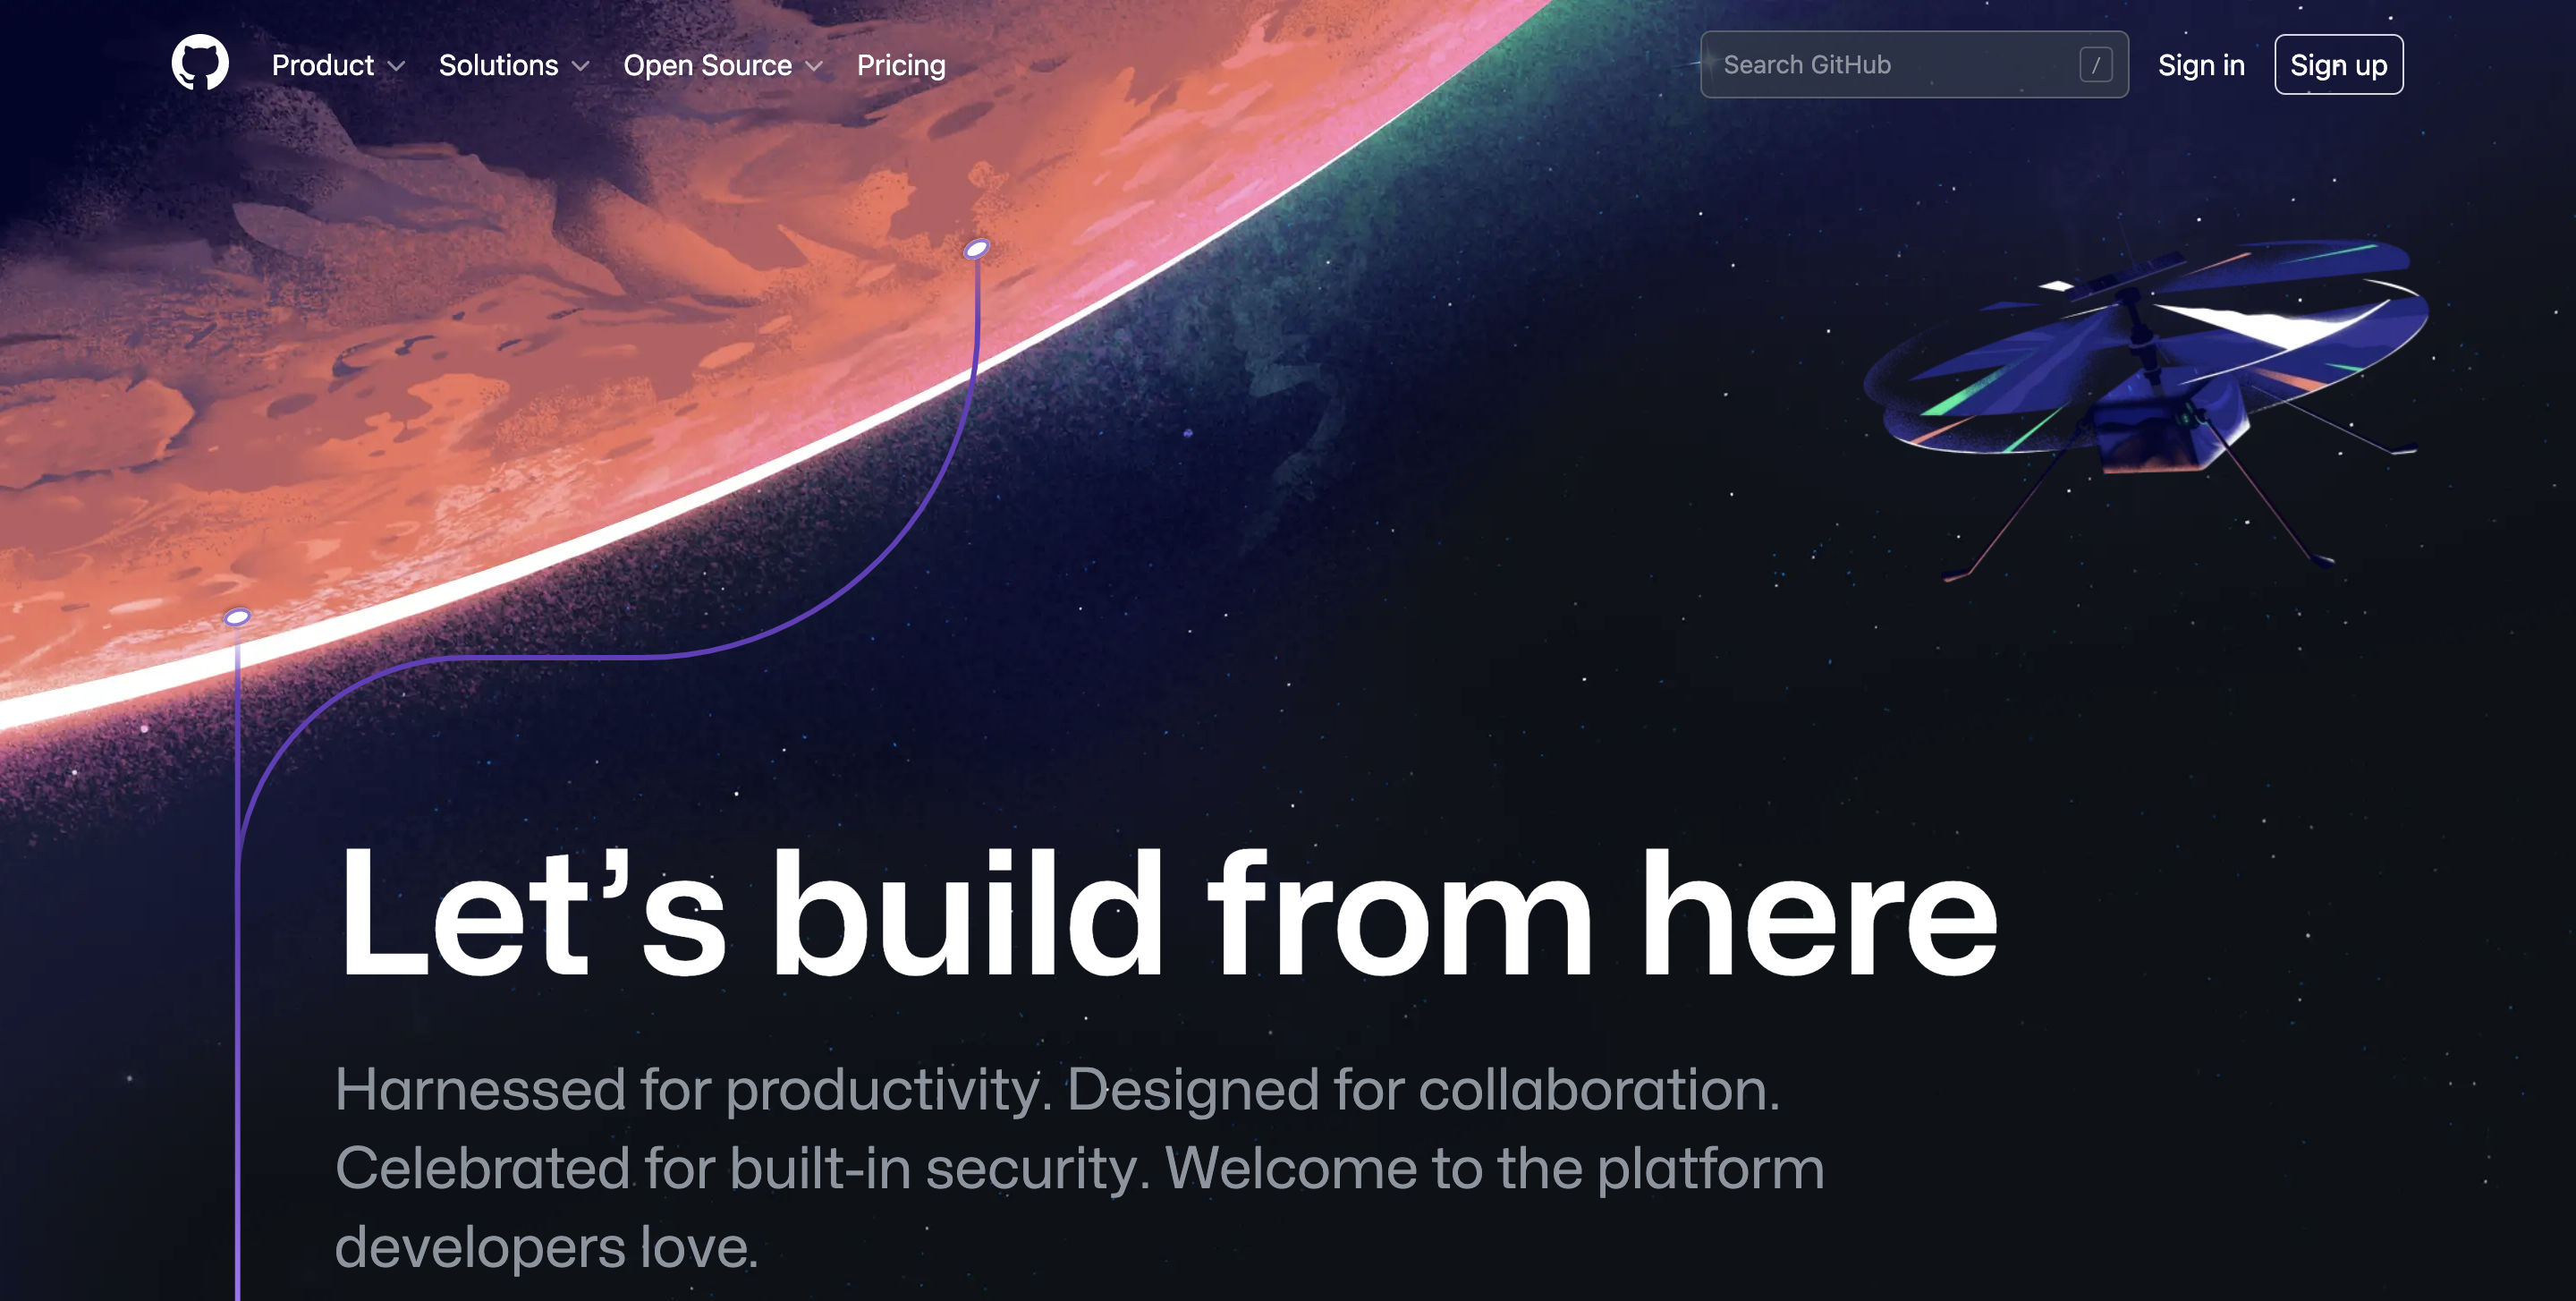 Product Solutions Open Source Pricing Search GitHub / Sign in Sign up
Let’s build from here
Harnessed for productivity. Designed for collaboration.
Celebrated for built-in security. Welcome to the platform
developers love.